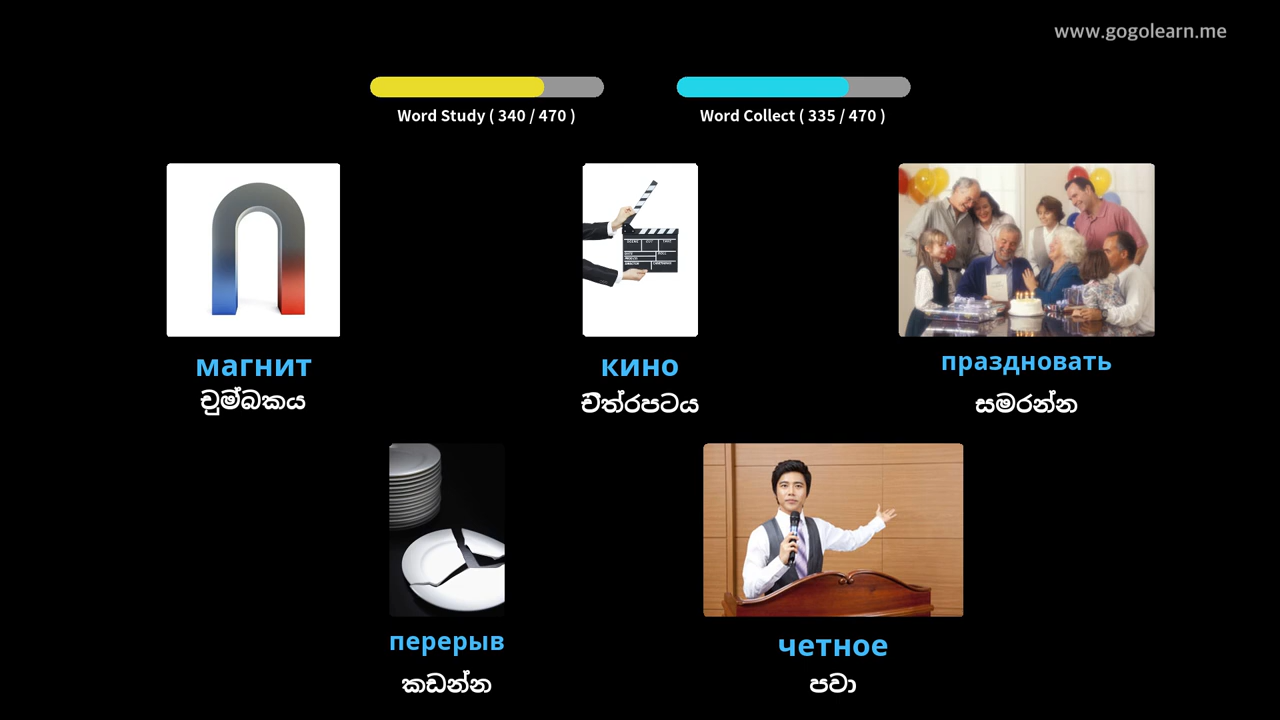 www.gogolearn.me
Word Study ( 340 / 470 )
Word Collect ( 335 / 470 )
магнит
චුම්බකය
кино
චිත්රපටය
праздновать
සමරන්න
перерыв
කඩන්න
четное
පවා